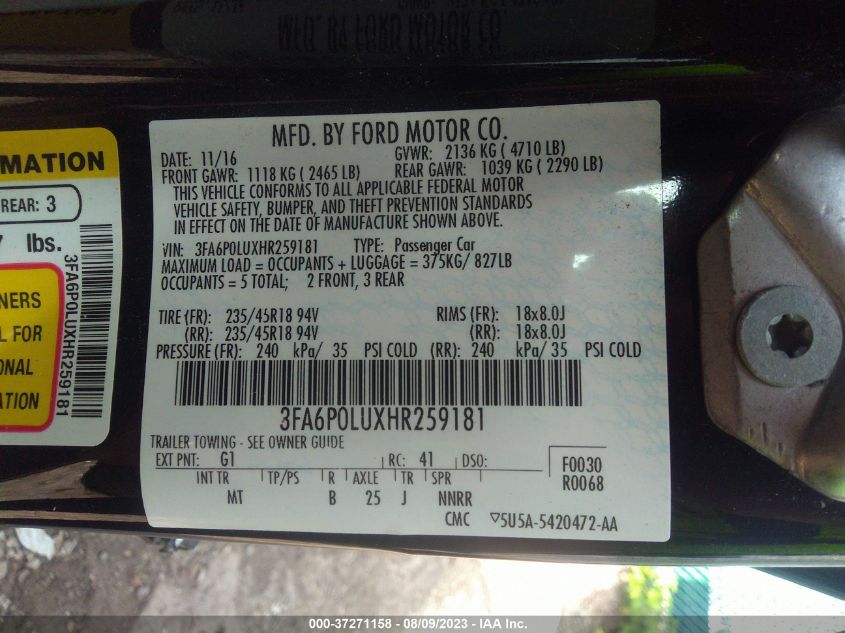 MFD. BY FORD MOTOR CO.
DATE: 11/16 GVWR: 2136 KG ( 4710 LB)
FRONT GAWR: 1118 KG ( 2465 LB) REAR GAWR: 1039 KG ( 2290 LB)
THIS VEHICLE CONFORMS TO ALL APPLICABLE FEDERAL MOTOR
VEHICLE SAFETY, BUMPER, AND THEFT PREVENTION STANDARDS
IN EFFECT ON THE DATE OF MANUFACTURE SHOWN ABOVE.
VIN: 3FA6P0LUXHR259181 TYPE: Passenger Car
MAXIMUM LOAD = OCCUPANTS + LUGGAGE = 375KG/ 827LB
OCCUPANTS = 5 TOTAL; 2 FRONT, 3 REAR
TIRE (FR): 235/45R18 94V RIMS (FR): 18x8.0J
(RR): 235/45R18 94V (RR): 18x8.0J
PRESSURE (FR): 240 kPa/ 35 PSI COLD (RR): 240 kPa/ 35 PSI COLD
3FA6P0LUXHR259181
TRAILER TOWING - SEE OWNER GUIDE
EXT PNT: G1 RC: 41 DSO:
INT TR TP/PS R AXLE TR SPR
MT B 25 J NNRR
F0030
R0068
CMC ▽5U5A-5420472-AA
MATION
REAR: 3
lbs.
NERS
L FOR
ONAL
ATION
3FA6P0LUXHR259181
000-37271158 - 08/09/2023 - IAA Inc.